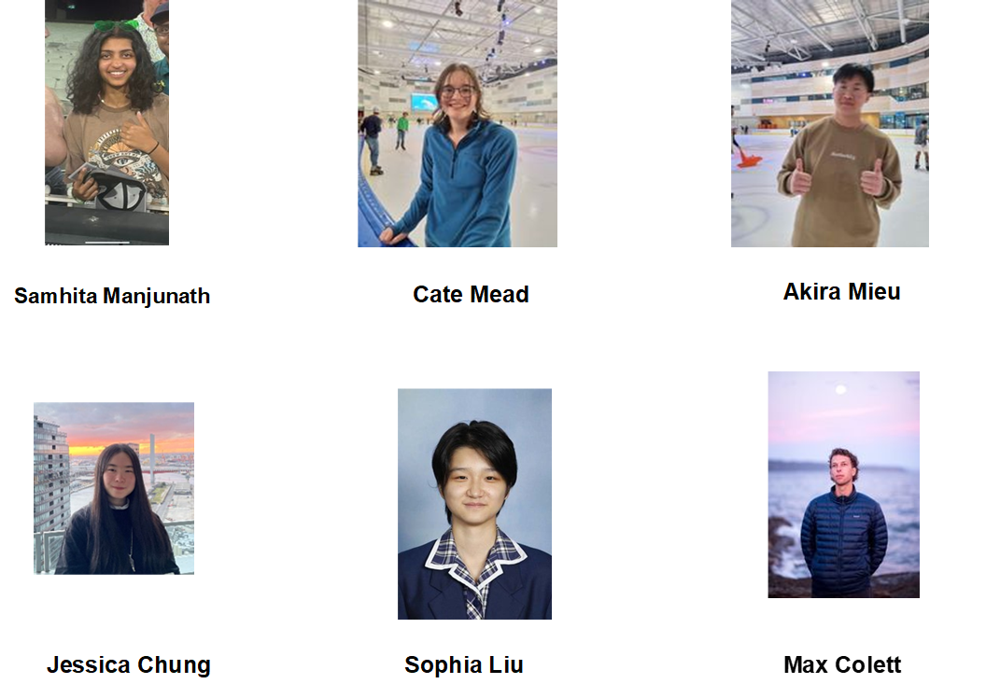 Samhita Manjunath
Cate Mead
Akira Mieu
Jessica Chung
Sophia Liu
Max Colett